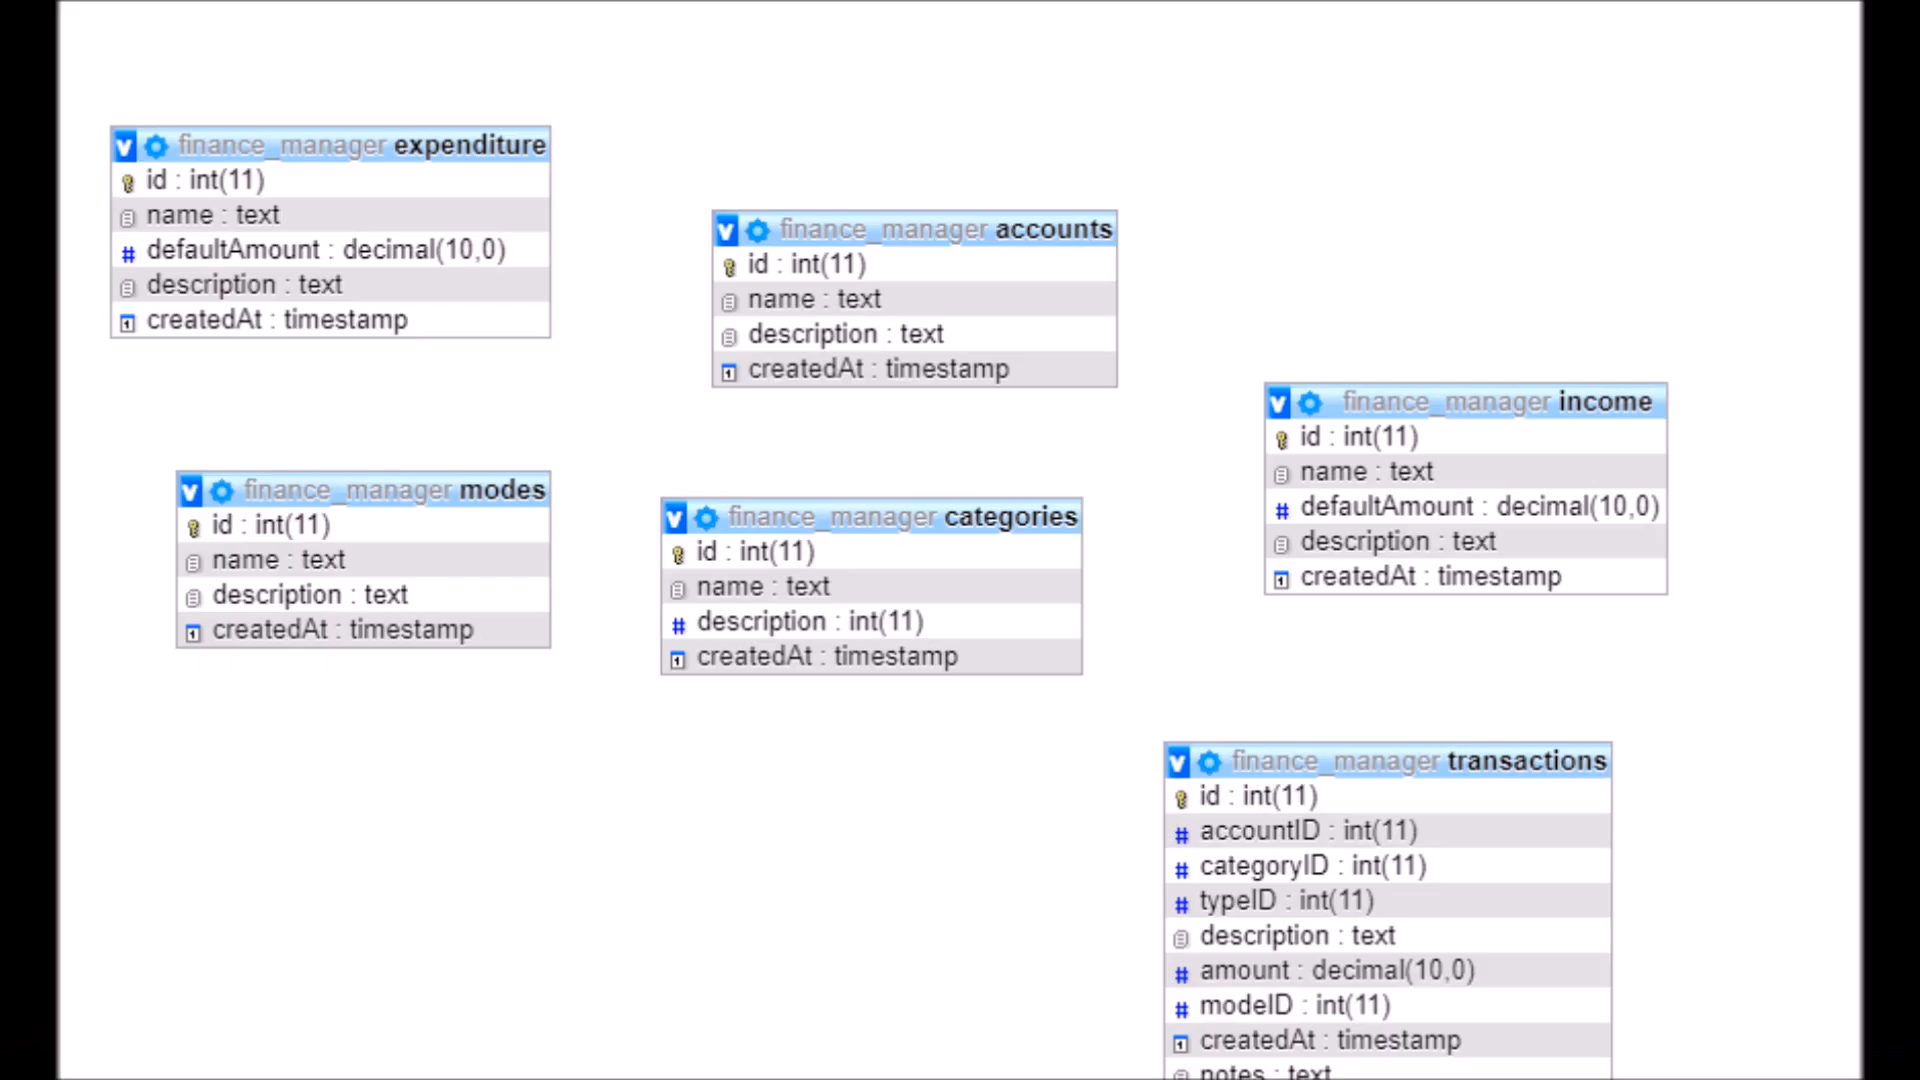 finance_manager expenditure
id : int(11)
name : text
defaultAmount : decimal(10,0)
description : text
createdAt : timestamp
finance_manager accounts
id : int(11)
name : text
description : text
createdAt : timestamp
finance_manager income
id : int(11)
name : text
defaultAmount : decimal(10,0)
description : text
createdAt : timestamp
finance_manager modes
id : int(11)
name : text
description : text
createdAt : timestamp
finance_manager categories
id : int(11)
name : text
description : int(11)
createdAt : timestamp
finance_manager transactions
id : int(11)
accountID : int(11)
categoryID : int(11)
typeID : int(11)
description : text
amount : decimal(10,0)
modeID : int(11)
createdAt : timestamp
notes : text